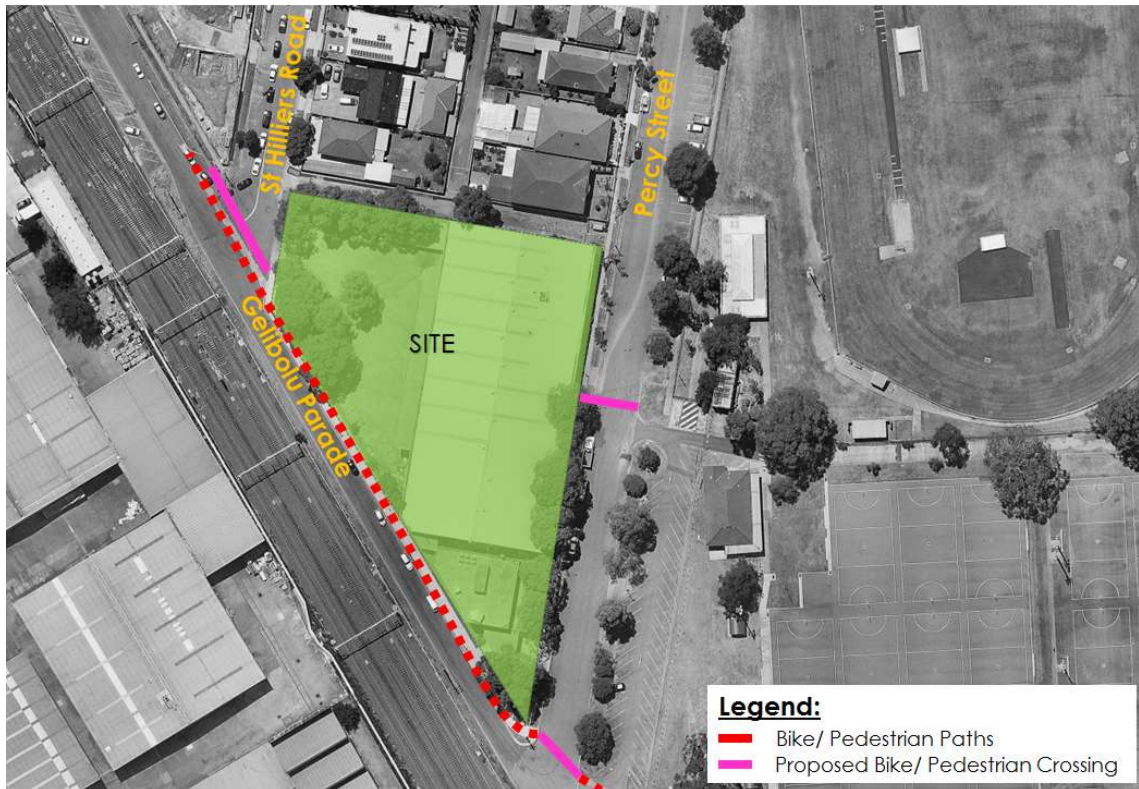 St Hilliers Road
Percy Street
SITE
Gelibolu Parade
Legend:
Bike/ Pedestrian Paths
Proposed Bike/ Pedestrian Crossing